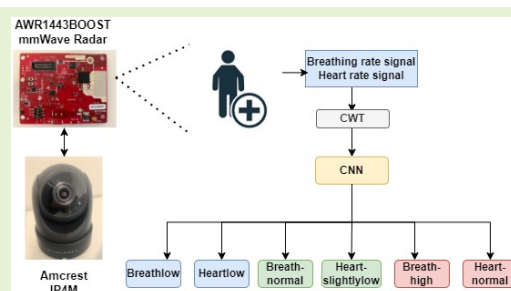 AWR1443BOOST
mmWave Radar
Breathing rate signal
Heart rate signal
CWT
CNN
Breathlow
Heartlow
Breath-
normal
Heart-
slightlylow
Breath-
high
Heart-
normal
Amcrest
IP4M